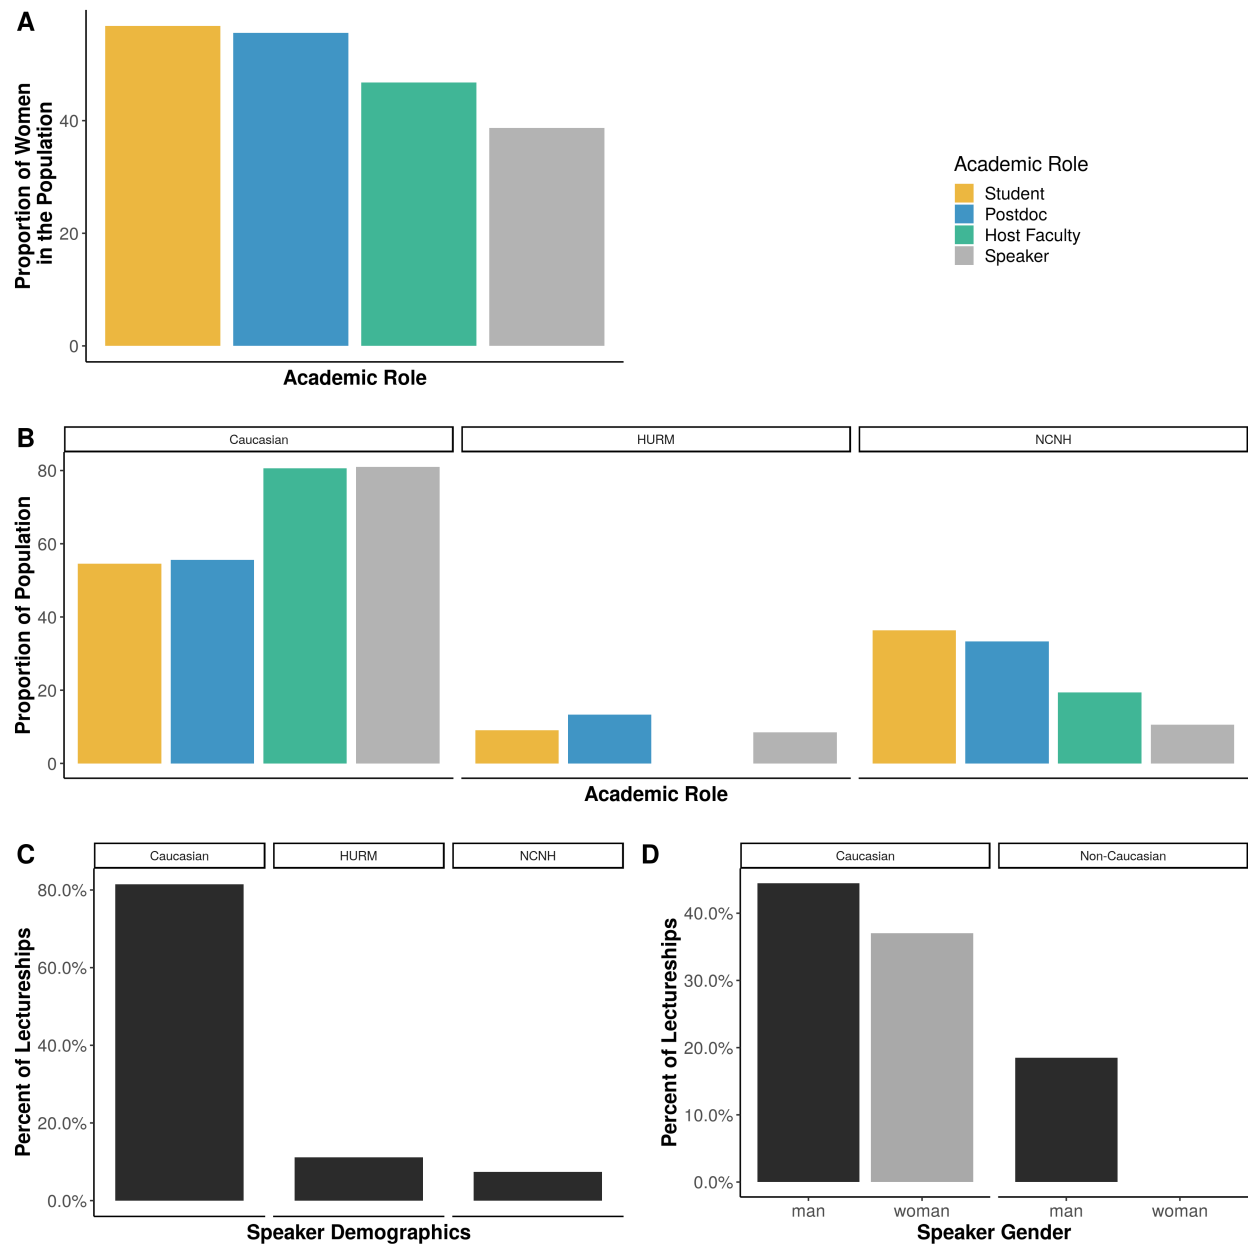 A
Proportion of Women
in the Population
40
20
0
Academic Role
Academic Role
Student
Postdoc
Host Faculty
Speaker
B
Caucasian
HURM
NCNH
Proportion of Population
80
60
40
20
0
Academic Role
C
Caucasian
HURM
NCNH
Percent of Lectureships
80.0%
60.0%
40.0%
20.0%
0.0%
Speaker Demographics
D
Caucasian
Non-Caucasian
Percent of Lectureships
40.0%
30.0%
20.0%
10.0%
0.0%
man
woman
man
woman
Speaker Gender